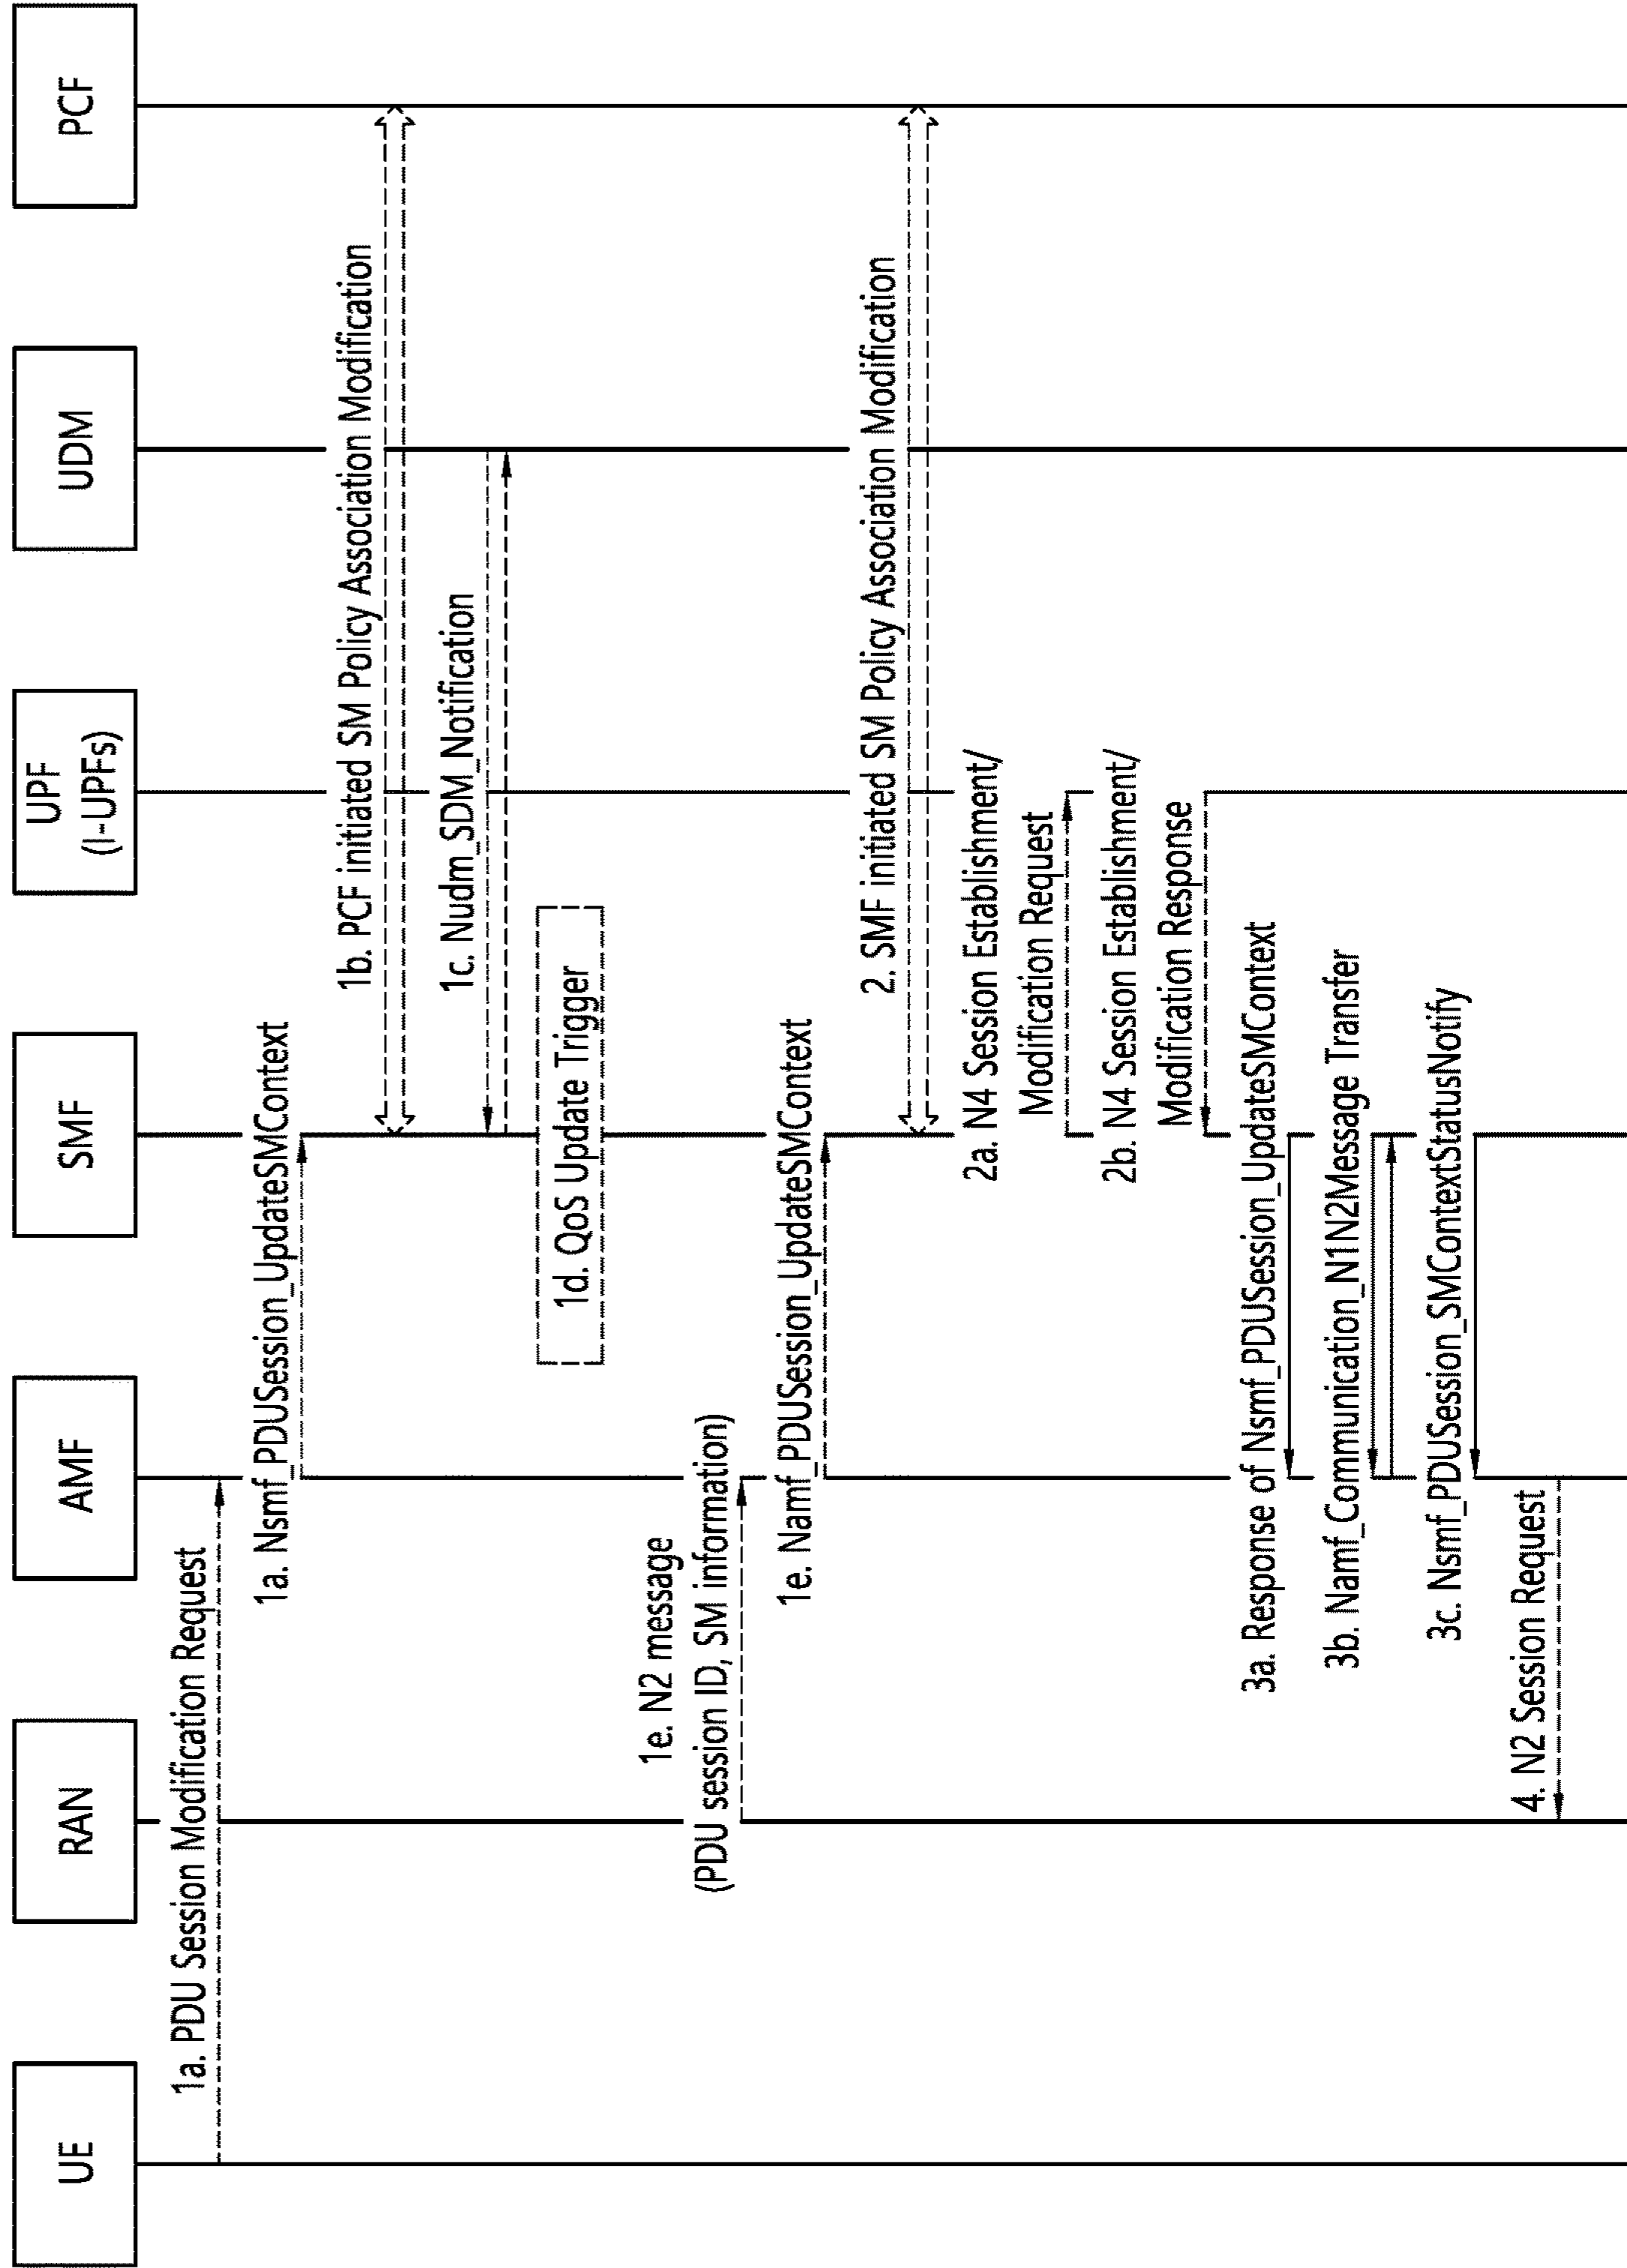 UE
RAN
AMF
SMF
UPF
(I-UPFs)
UDM
PCF
1a. PDU Session Modification Request
1a. Nsmf_PDUSession_UpdateSMContext
1b. PCF initiated SM Policy Association Modification
1c. Nudm_SDM_Notification
1d. QoS Update Trigger
1e. N2 message
(PDU session ID, SM information)
1e. Namf_PDUSession_UpdateSMContext
2. SMF initiated SM Policy Association Modification
2a. N4 Session Establishment/
Modification Request
2b. N4 Session Establishment/
Modification Response
3a. Response of Nsmf_PDUSession_UpdateSMContext
3b. Namf_Communication_N1N2Message Transfer
3c. Nsmf_PDUSession_SMContextStatusNotify
4. N2 Session Request